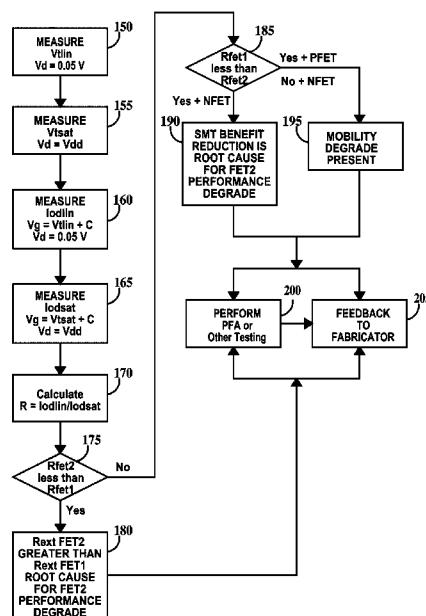 150
MEASURE
Vtlin
Vd = 0.05 V
155
MEASURE
Vtsat
Vd = Vdd
160
MEASURE
Iodlin
Vg = Vtlin + C
Vd = 0.05 V
165
MEASURE
Iodsat
Vg = Vtsat + C
Vd = Vdd
170
Calculate
R = Iodlin/Iodsat
175
Rfet2
less than
Rfet1
No
Yes
180
Rext FET2
GREATER THAN
Rext FET1
ROOT CAUSE
FOR FET2
PERFORMANCE
DEGRADE
185
Rfet1
less than
Rfet2
Yes + PFET
No + NFET
Yes + NFET
190
SMT BENEFIT
REDUCTION IS
ROOT CAUSE
FOR FET2
PERFORMANCE
DEGRADE
195
MOBILITY
DEGRADE
PRESENT
200
PERFORM
PFA or
Other Testing
FEEDBACK
TO
FABRICATOR